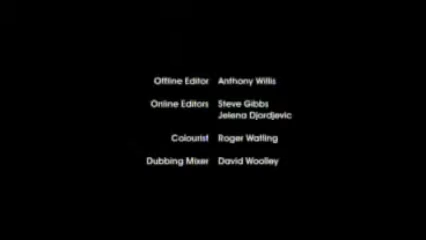 Offline Editor Anthony Willis
Online Editors Steve Gibbs
Jelena Djordjevic
Colourist Roger Watling
Dubbing Mixer David Woolley